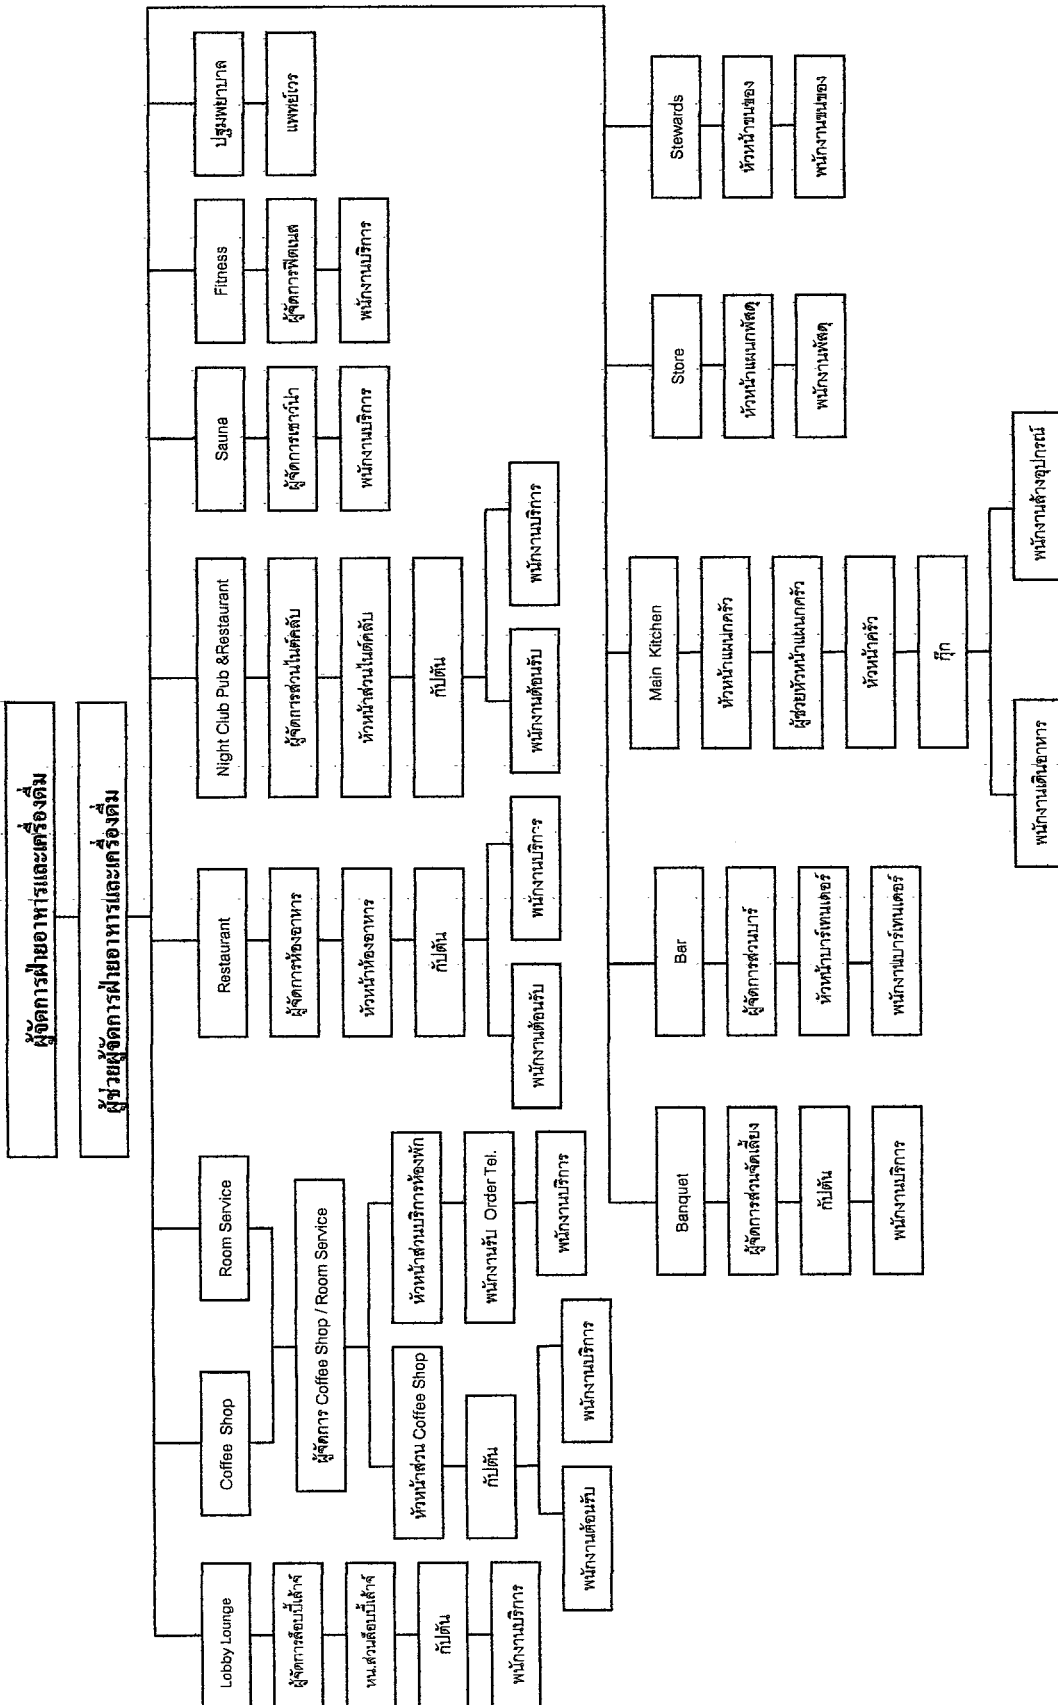 ผู้จัดการฝ่ายอาหารและเครื่องดื่ม
ผู้ช่วยผู้จัดการฝ่ายอาหารและเครื่องดื่ม
Lobby Lounge
ผู้จัดการล็อบบี้เล้าจ์
หน.ส่วนล็อบบี้เล้าจ์
กัปตัน
พนักงานบริการ
Coffee Shop
Room Service
ผู้จัดการ Coffee Shop / Room Service
หัวหน้าส่วน Coffee Shop
กัปตัน
พนักงานต้อนรับ
พนักงานบริการ
หัวหน้าส่วนบริการห้องพัก
พนักงานรับ Order Tel.
พนักงานบริการ
Restaurant
ผู้จัดการห้องอาหาร
หัวหน้าห้องอาหาร
กัปตัน
พนักงานต้อนรับ
พนักงานบริการ
Night Club Pub &Restaurant
ผู้จัดการส่วนไนต์คลับ
หัวหน้าส่วนไนต์คลับ
กัปตัน
พนักงานต้อนรับ
พนักงานบริการ
Sauna
ผู้จัดการเซาว์น่า
พนักงานบริการ
Fitness
ผู้จัดการฟิตเนส
พนักงานบริการ
ปฐมพยาบาล
แพทย์เวร
Banquet
ผู้จัดการส่วนจัดเลี้ยง
กัปตัน
พนักงานบริการ
Bar
ผู้จัดการส่วนบาร์
หัวหน้าบาร์เทนเดอร์
พนักงานบาร์เทนเดอร์
Main Kitchen
หัวหน้าแผนกครัว
ผู้ช่วยหัวหน้าแผนกครัว
หัวหน้าครัว
กุ๊ก
พนักงานเดินอาหาร
พนักงานล้างอุปกรณ์
Store
หัวหน้าแผนกพัสดุ
พนักงานพัสดุ
Stewards
หัวหน้าขนของ
พนักงานขนของ